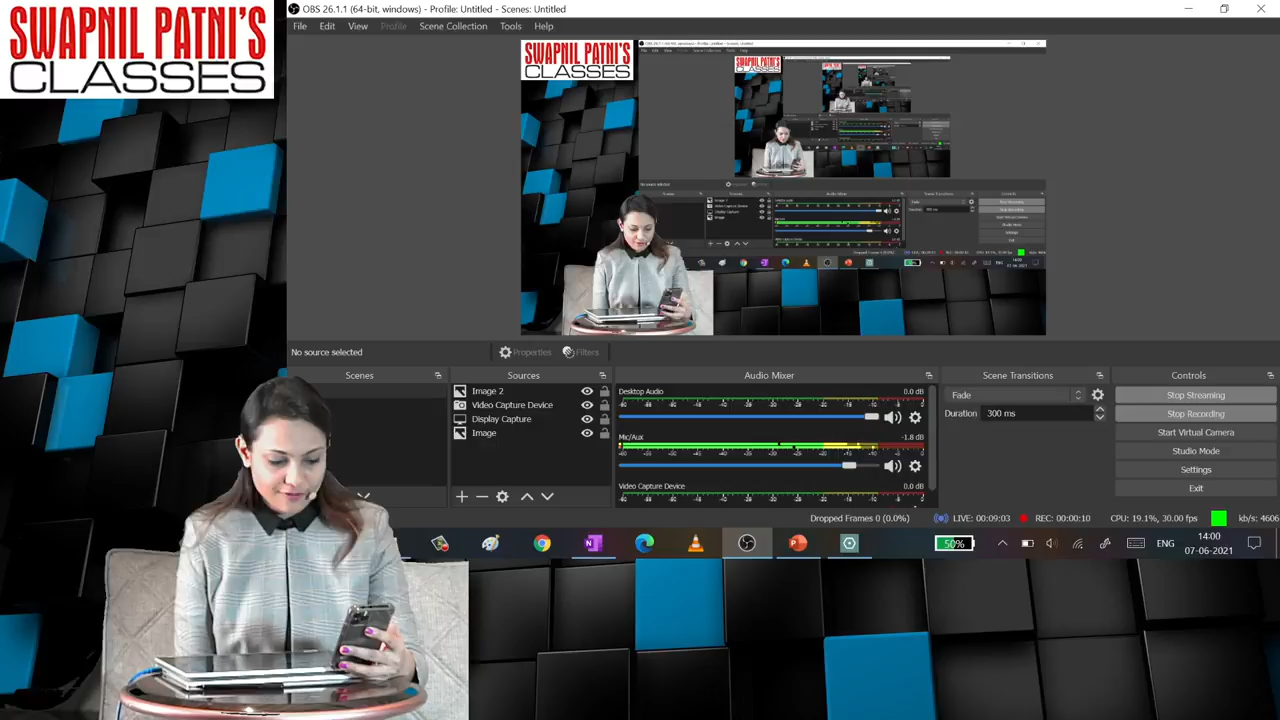 SWAPNIL PATNI'S
CLASSES
OBS 26.1.1 (64-bit, windows) - Profile: Untitled - Scenes: Untitled
File Edit View Profile Scene Collection Tools Help
SWAPNIL PATNI'S
CLASSES
No source selected
Properties
Filters
Scenes
Sources
Audio Mixer
Scene Transitions
Controls
Image 2
Video Capture Device
Display Capture
Image
Desktop Audio
0.0 dB
Mic/Aux
-1.8 dB
Video Capture Device
0.0 dB
Fade
Duration 300 ms
Stop Streaming
Stop Recording
Start Virtual Camera
Studio Mode
Settings
Exit
Dropped Frames 0 (0.0%)
LIVE: 00:09:03
REC: 00:00:10
CPU: 19.1%, 30.00 fps
kb/s: 4606
50%
ENG
14:00
07-06-2021